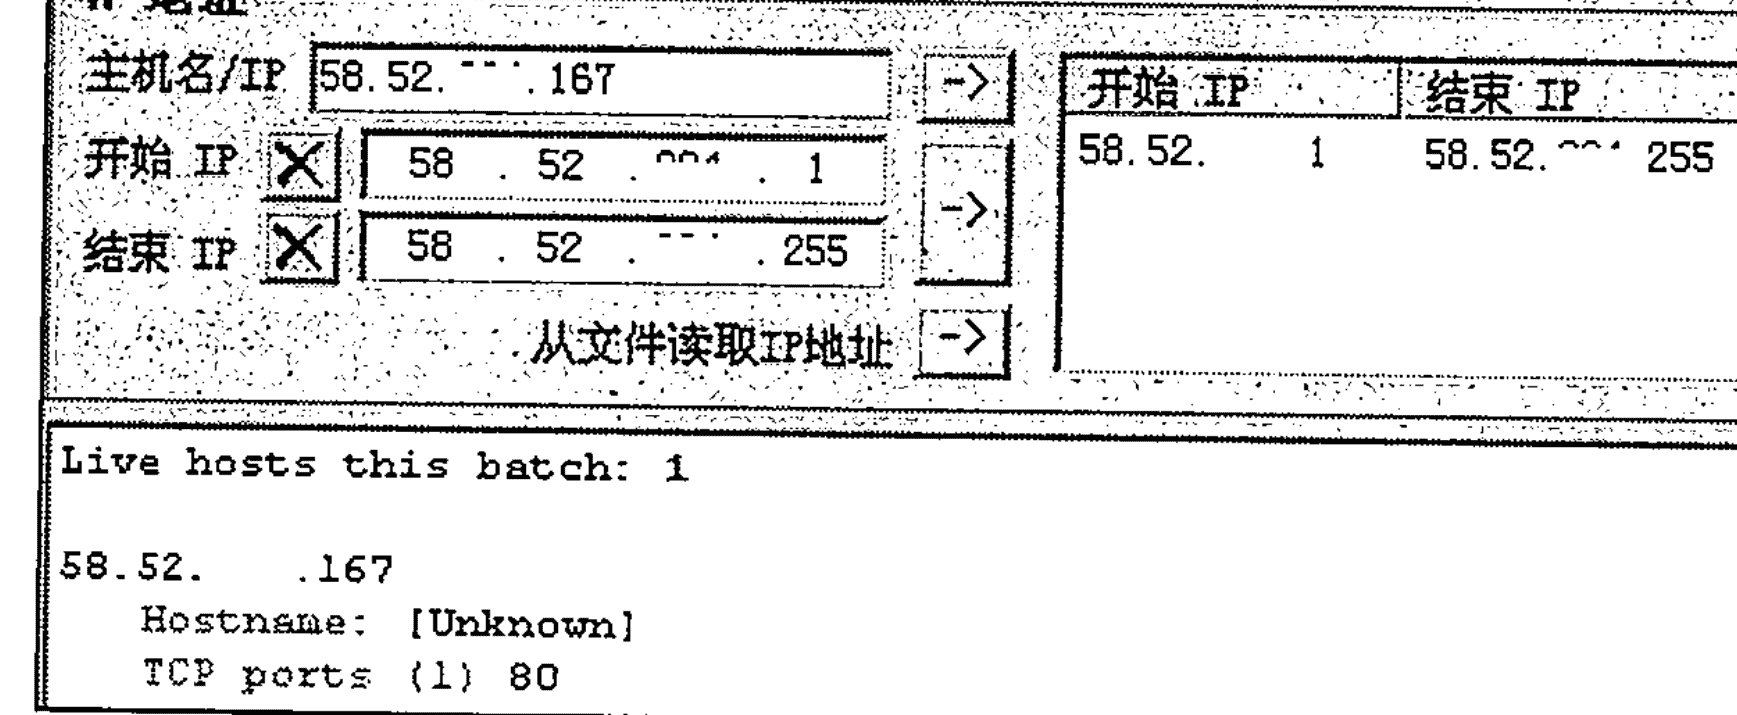 主机名/IP 58.52. .167 ->
开始 IP 58 . 52 . . 1 ->
结束 IP 58 . 52 . . 255
从文件读取IP地址 ->
开始 IP 结束 IP
58.52. 1 58.52. 255
Live hosts this batch: 1
58.52. .167
Hostname: [Unknown]
TCP ports (1) 80